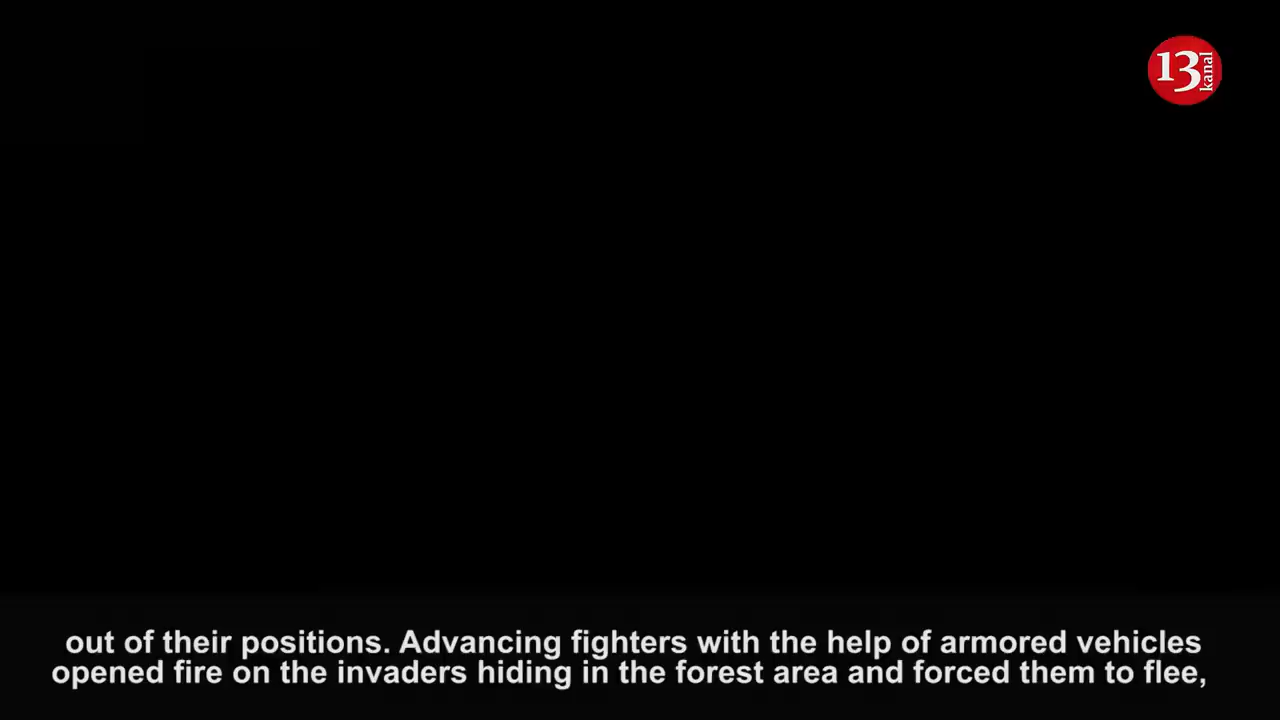 13 kanal
out of their positions. Advancing fighters with the help of armored vehicles
opened fire on the invaders hiding in the forest area and forced them to flee,